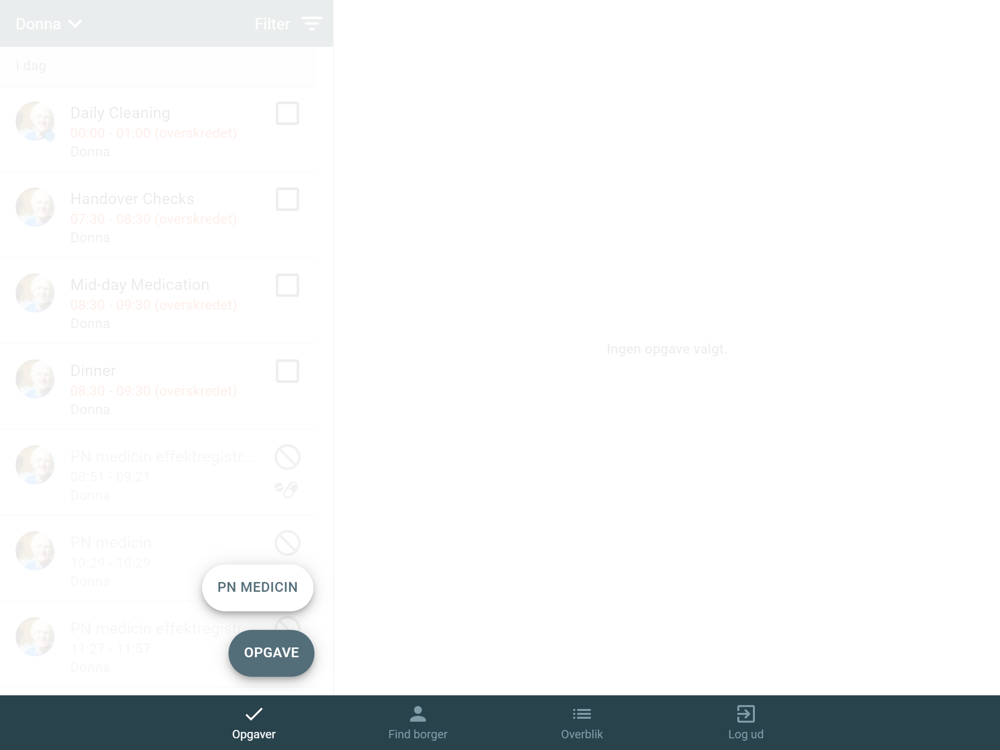 Donna
Filter
I dag
Daily Cleaning
00:00 - 01:00 (overskredet)
Donna
Handover Checks
07:30 - 08:30 (overskredet)
Donna
Mid-day Medication
08:30 - 09:30 (overskredet)
Donna
Dinner
08:30 - 09:30 (overskredet)
Donna
PN medicin effektregistr...
08:51 - 09:21
Donna
PN medicin
10:29 - 10:29
Donna
PN MEDICIN
PN medicin effektregistr
11:27 - 11:57
Donna
OPGAVE
Ingen opgave valgt.
Opgaver
Find borger
Overblik
Log ud